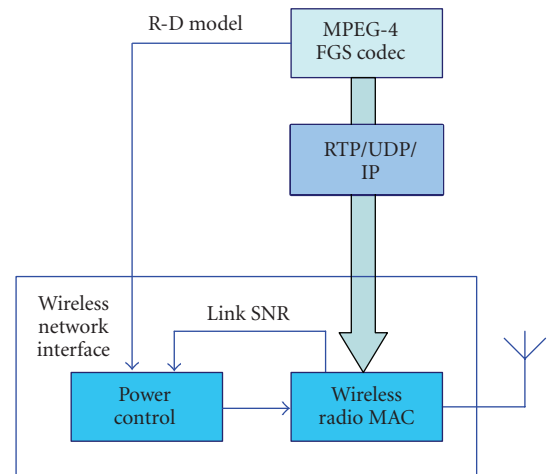 R-D model
MPEG-4
FGS codec
RTP/UDP/
IP
Wireless
network
interface
Link SNR
Power
control
Wireless
radio MAC